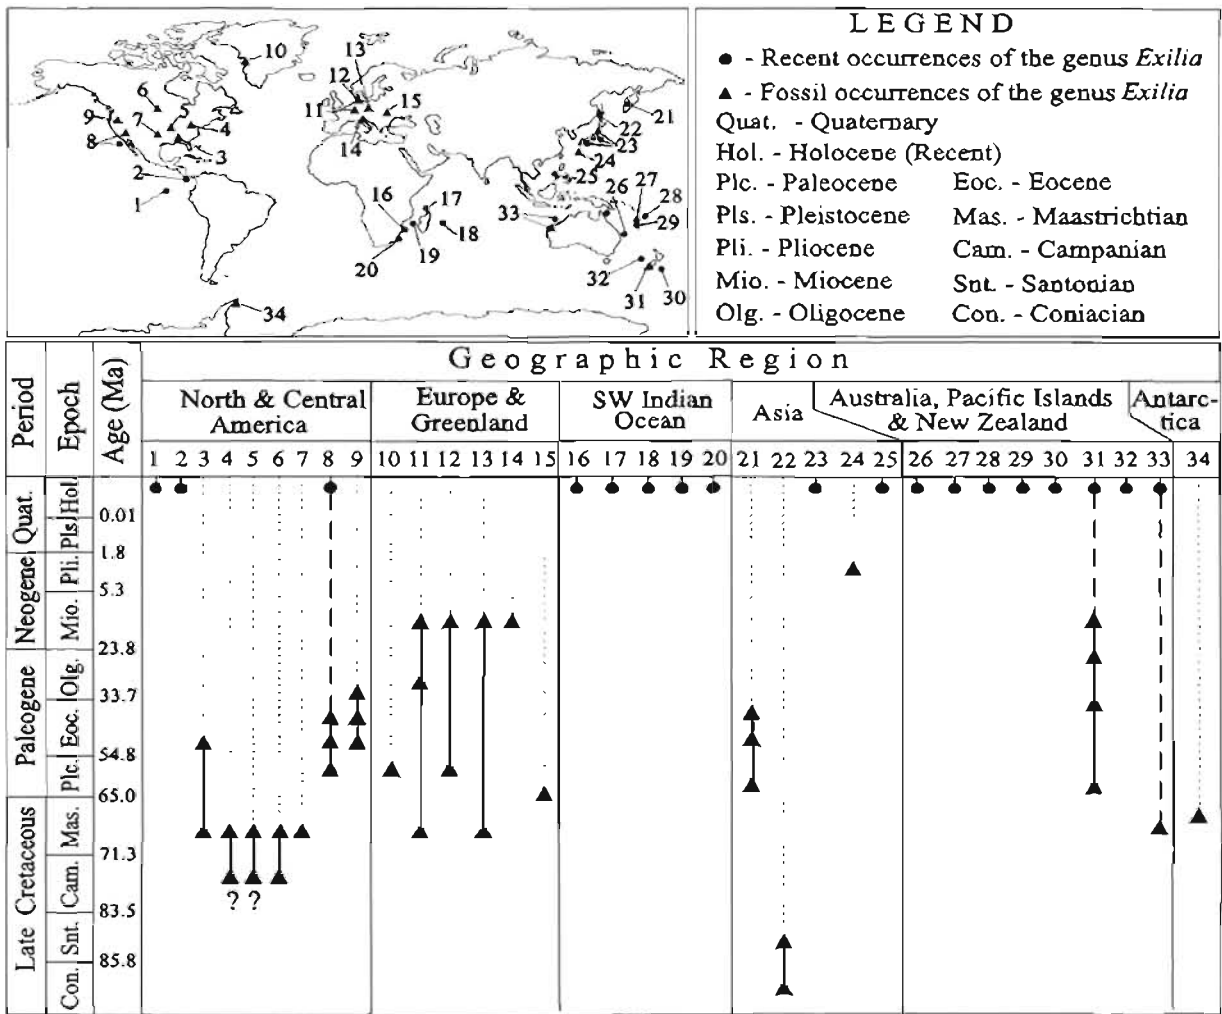 10
13
12
6
11
15
9
7
4
8
14
3
2
1
16
17
18
19
20
21
22
23
24
25
26
27
28
29
33
32
31
30
34
LEGEND
● - Recent occurrences of the genus Exilia
▲ - Fossil occurrences of the genus Exilia
Quat. - Quaternary
Hol. - Holocene (Recent)
Plc. - Paleocene Eoc. - Eocene
Pls. - Pleistocene Mas. - Maastrichtian
Pli. - Pliocene Cam. - Campanian
Mio. - Miocene Snt. - Santonian
Olg. - Oligocene Con. - Coniacian
Geographic Region
Period
Epoch
Age (Ma)
North & Central
America
Europe &
Greenland
SW Indian
Ocean
Asia
Australia, Pacific Islands
& New Zealand
Antarc-
tica
1 2 3 4 5 6 7 8 9 10 11 12 13 14 15 16 17 18 19 20 21 22 23 24 25 26 27 28 29 30 31 32 33 34
Quat.
Neogene
Paleogene
Late Cretaceous
Hol.
Pls.
Pli.
Mio.
Olg.
Eoc.
Plc.
Mas.
Cam.
Snt.
Con.
0.01
1.8
5.3
23.8
33.7
54.8
65.0
71.3
83.5
85.8
? ?